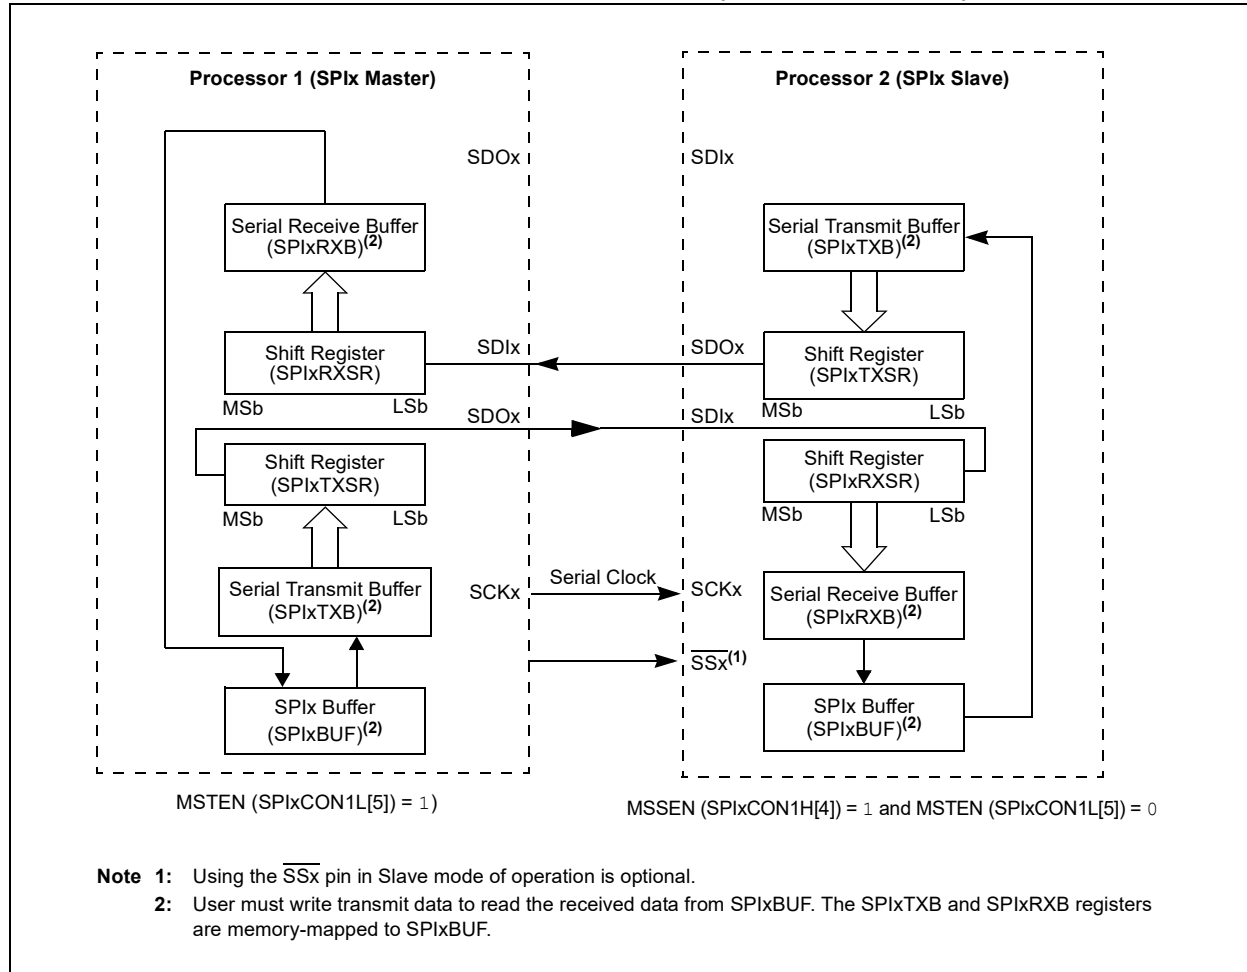 Processor 1 (SPIx Master)
Processor 2 (SPIx Slave)
SDOx
SDIx
Serial Receive Buffer
(SPIxRXB)(2)
Serial Transmit Buffer
(SPIxTXB)(2)
Shift Register
(SPIxRXSR)
SDIx
SDOx
Shift Register
(SPIxTXSR)
MSb
LSb
MSb
LSb
SDOx
SDIx
Shift Register
(SPIxTXSR)
Shift Register
(SPIxRXSR)
MSb
LSb
MSb
LSb
Serial Transmit Buffer
(SPIxTXB)(2)
SCKx
Serial Clock
SCKx
Serial Receive Buffer
(SPIxRXB)(2)
SSx(1)
SPIx Buffer
(SPIxBUF)(2)
SPIx Buffer
(SPIxBUF)(2)
MSTEN (SPIxCON1L[5]) = 1)
MSSEN (SPIxCON1H[4]) = 1 and MSTEN (SPIxCON1L[5]) = 0
Note 1: Using the SSx pin in Slave mode of operation is optional.
2: User must write transmit data to read the received data from SPIxBUF. The SPIxTXB and SPIxRXB registers
are memory-mapped to SPIxBUF.